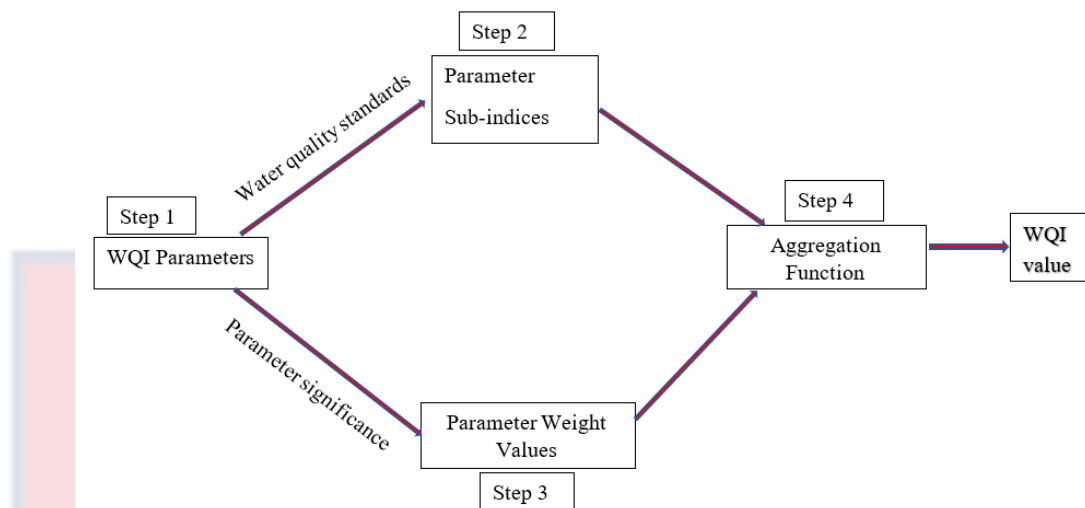 Step 2
Parameter
Sub-indices
Water quality standards
Step 1
WQI Parameters
Step 4
Aggregation
Function
WQI
value
Parameter significance
Parameter Weight
Values
Step 3